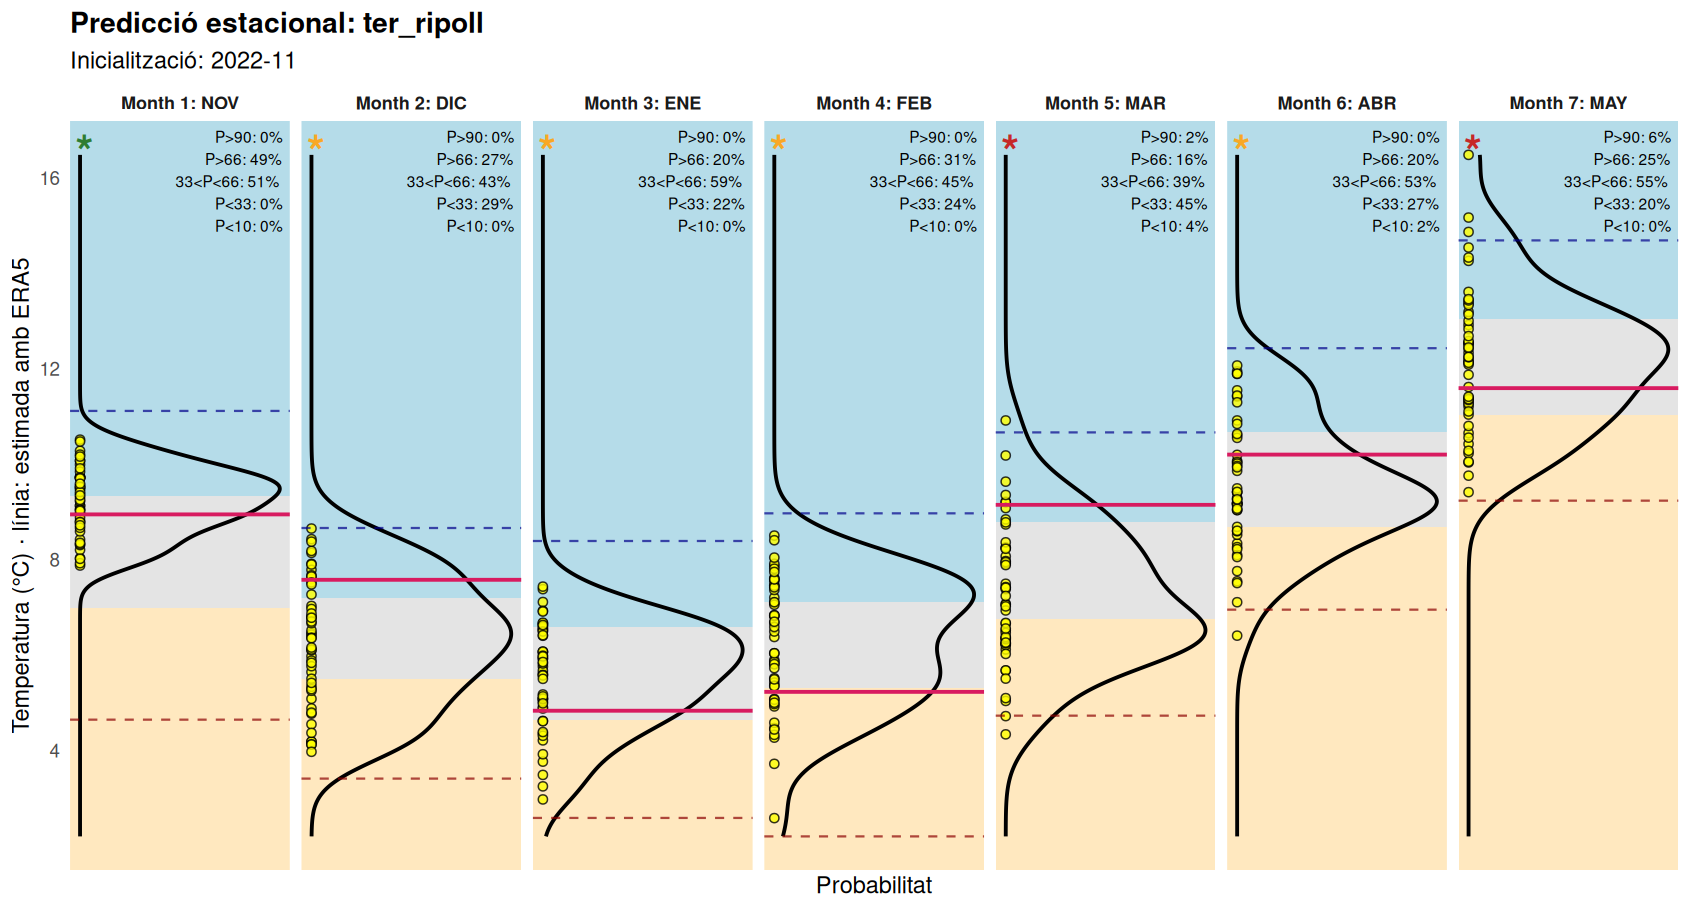 Predicció estacional: ter_ripoll
Inicialització: 2022-11
Month 1: NOV
Month 2: DIC
Month 3: ENE
Month 4: FEB
Month 5: MAR
Month 6: ABR
Month 7: MAY
*
P>90: 0%
P>66: 49%
33<P<66: 51%
P<33: 0%
P<10: 0%
*
P>90: 0%
P>66: 27%
33<P<66: 43%
P<33: 29%
P<10: 0%
*
P>90: 0%
P>66: 20%
33<P<66: 59%
P<33: 22%
P<10: 0%
*
P>90: 0%
P>66: 31%
33<P<66: 45%
P<33: 24%
P<10: 0%
*
P>90: 2%
P>66: 16%
33<P<66: 39%
P<33: 45%
P<10: 4%
*
P>90: 0%
P>66: 20%
33<P<66: 53%
P<33: 27%
P<10: 2%
*
P>90: 6%
P>66: 25%
33<P<66: 55%
P<33: 20%
P<10: 0%
16
12
8
4
Temperatura (°C) · línia: estimada amb ERA5
Probabilitat